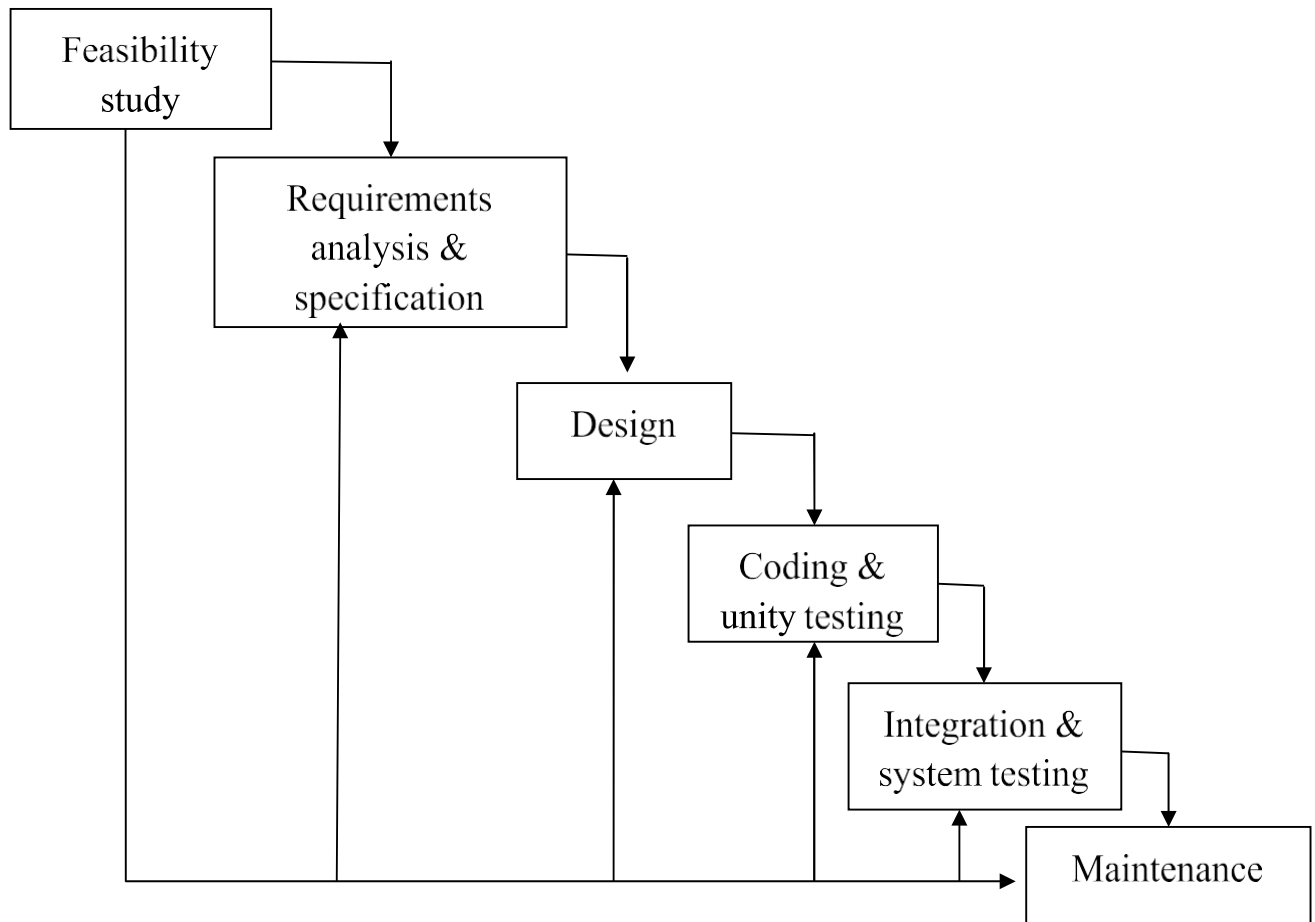 Feasibility
study
Requirements
analysis &
specification
Design
Coding &
unity testing
Integration &
system testing
Maintenance